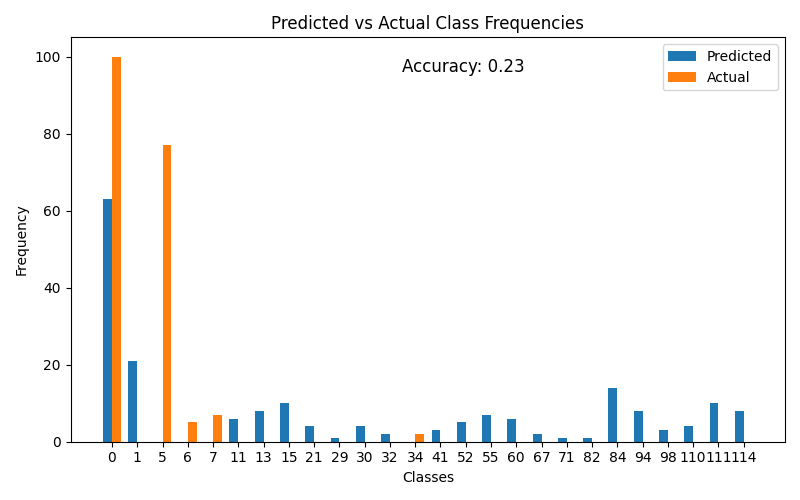 Predicted vs Actual Class Frequencies
Accuracy: 0.23
Predicted
Actual
100
80
60
40
20
0
Frequency
0 1 5 6 7 11 13 15 21 29 30 32 34 41 52 55 60 67 71 82 84 94 98 110 111 114
Classes